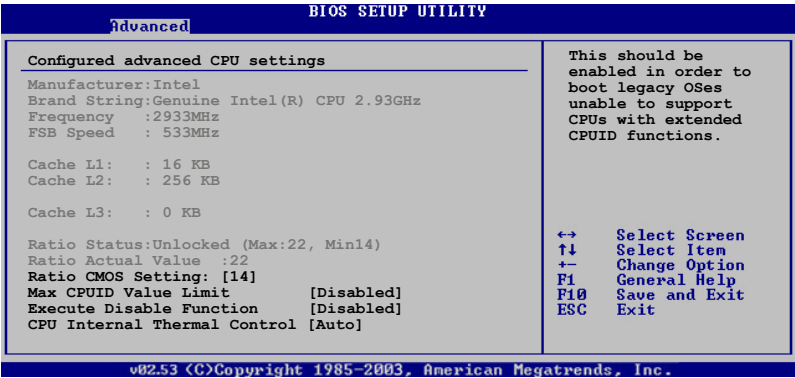 BIOS SETUP UTILITY
Advanced
Configured advanced CPU settings
Manufacturer:Intel
Brand String:Genuine Intel(R) CPU 2.93GHz
Frequency :2933MHz
FSB Speed : 533MHz
Cache L1: : 16 KB
Cache L2: : 256 KB
Cache L3: : 0 KB
Ratio Status:Unlocked (Max:22, Min14)
Ratio Actual Value :22
Ratio CMOS Setting: [14]
Max CPUID Value Limit [Disabled]
Execute Disable Function [Disabled]
CPU Internal Thermal Control [Auto]
This should be
enabled in order to
boot legacy OSes
unable to support
CPUs with extended
CPUID functions.
←→ Select Screen
↑↓ Select Item
+- Change Option
F1 General Help
F10 Save and Exit
ESC Exit
v02.53 (C)Copyright 1985-2003, American Megatrends, Inc.